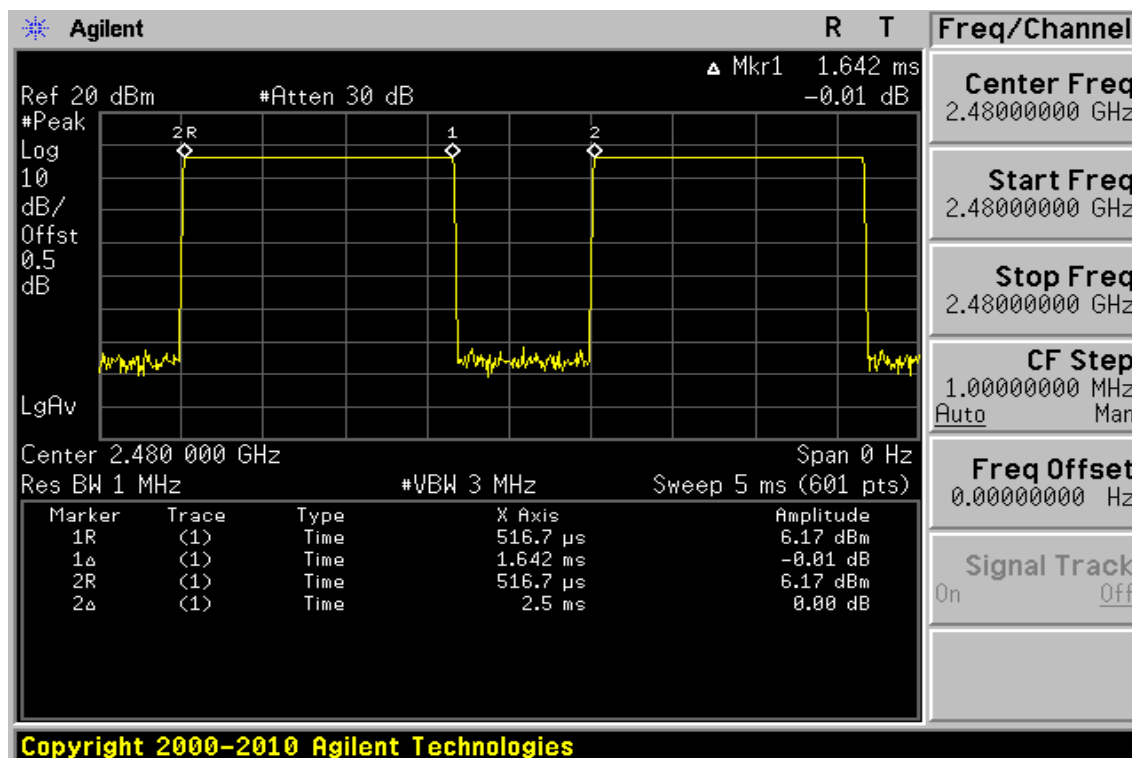 Agilent R T
Freq/Channel
Δ Mkr1 1.642 ms
Ref 20 dBm #Atten 30 dB -0.01 dB
#Peak
Log
10
dB/
Offst
0.5
dB
LgAv
2R 1 2
Center 2.480 000 GHz Span 0 Hz
Res BW 1 MHz #VBW 3 MHz Sweep 5 ms (601 pts)
Marker Trace Type X Axis Amplitude
1R (1) Time 516.7 µs 6.17 dBm
1Δ (1) Time 1.642 ms -0.01 dB
2R (1) Time 516.7 µs 6.17 dBm
2Δ (1) Time 2.5 ms 0.00 dB
Center Freq
2.48000000 GHz
Start Freq
2.48000000 GHz
Stop Freq
2.48000000 GHz
CF Step
1.00000000 MHz
Auto Man
Freq Offset
0.00000000 Hz
Signal Track
On Off
Copyright 2000-2010 Agilent Technologies